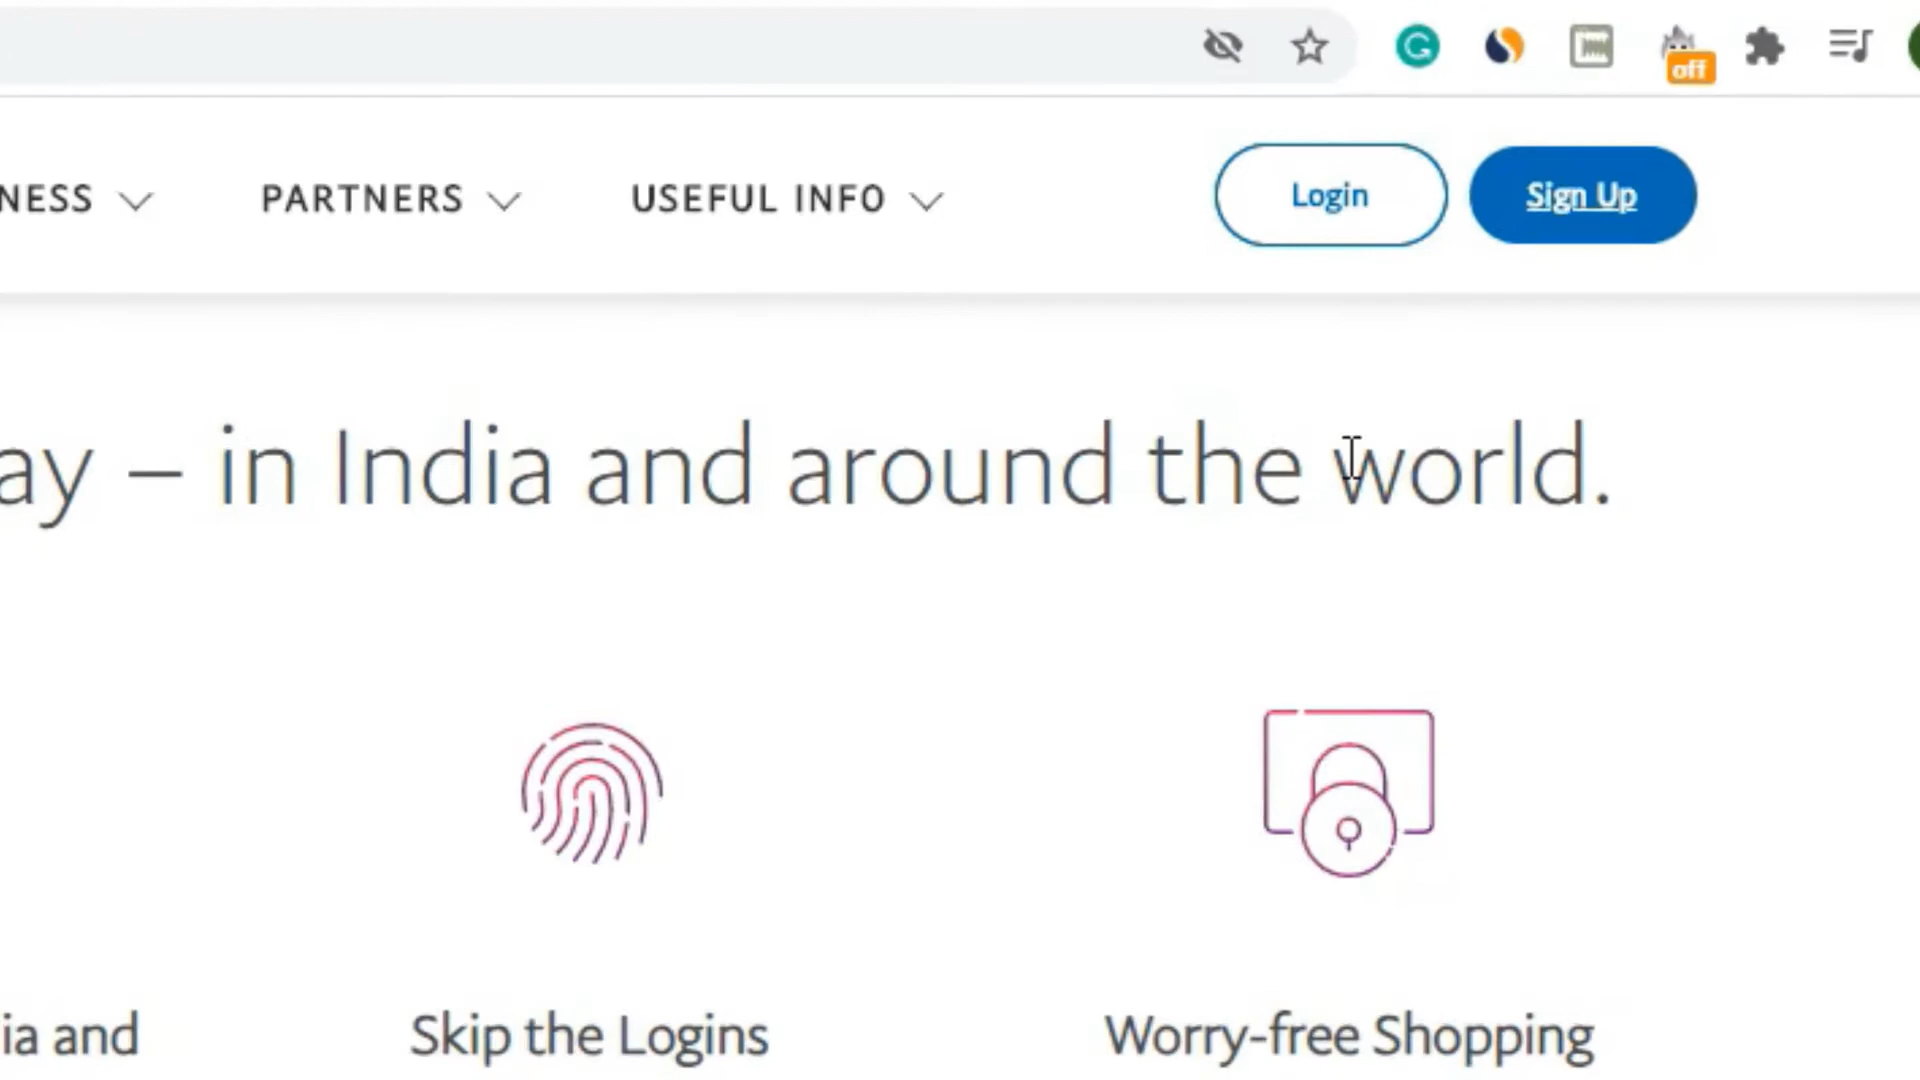 off
NESS PARTNERS USEFUL INFO Login Sign Up
ay – in India and around the world.
ia and Skip the Logins Worry-free Shopping